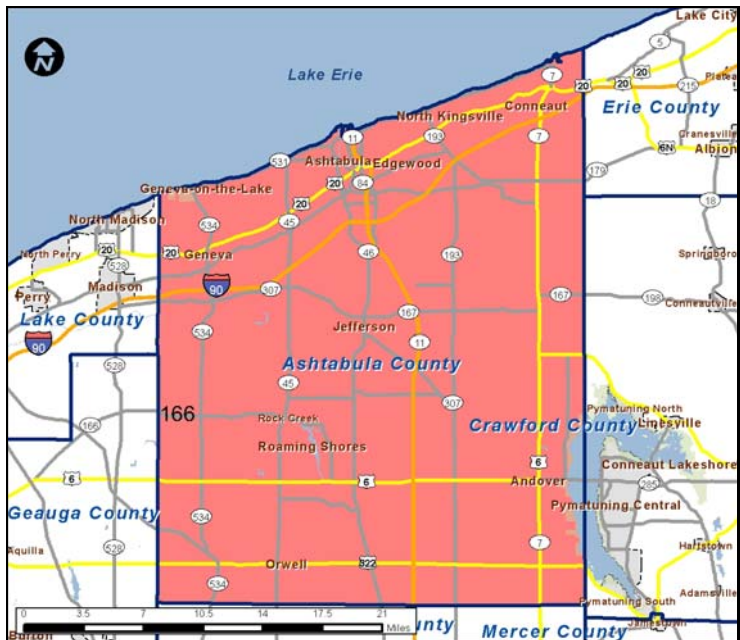 Lake City
5
N
7
20
20
Platea
Lake Erie
20
215
Conneaut
Erie County
North Kingsville
11
193
7
Cranesville
6N
Albion
531
Ashtabula
Edgewood
179
20
84
Geneva-on-the-Lake
18
20
North Madison
534
45
20
North Perry
20
528
Geneva
46
193
Springboro
Perry
Madison
90
307
167
198
Conneautville
Lake County
167
534
Jefferson
90
11
Ashtabula County
528
45
307
166
166
Rock Creek
Crawford County
Pymatuning North
Linesville
Roaming Shores
6
6
6
Conneaut Lakeshore
Andover
285
Geauga County
Pymatuning Central
534
528
7
Aquilla
Hartstown
Orwell
322
534
Adamsville
Pymatuning South
0 3.5 7 10.5 14 17.5 21
Miles
Jamestown
Burton
unty
Mercer County